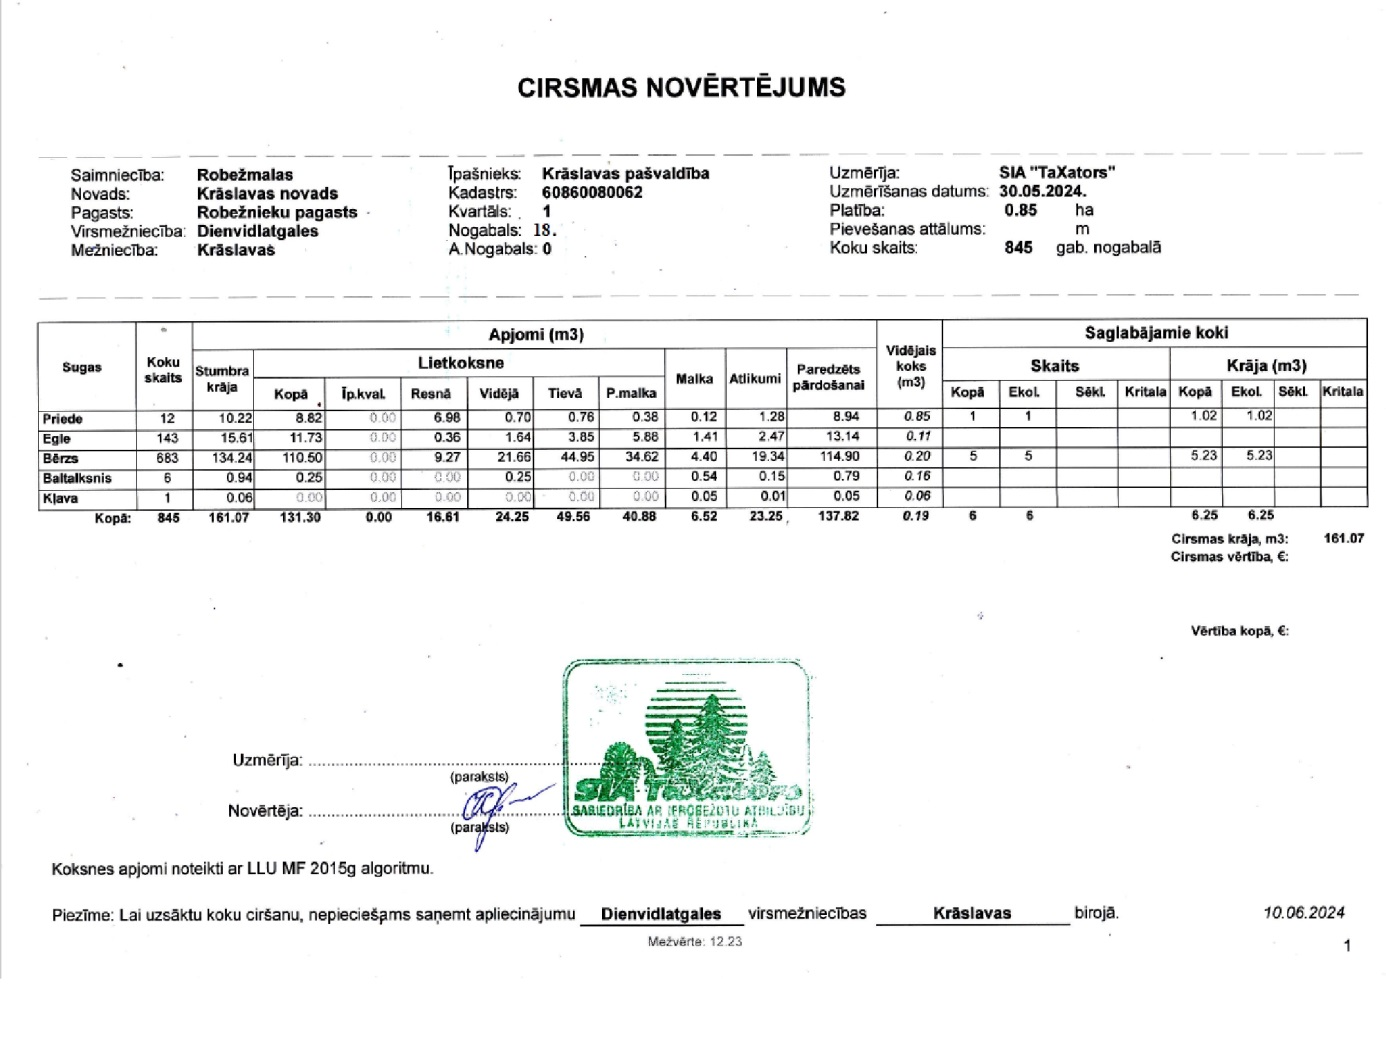 CIRSMAS NOVĒRTĒJUMS
Saimniecība: Robežmalas Īpašnieks: Krāslavas pašvaldība Uzmērīja: SIA "TaXators"
Novads: Krāslavas novads Kadastrs: 60860080062 Uzmērīšanas datums: 30.05.2024.
Pagasts: Robežnieku pagasts Kvartāls: 1 Platība: 0.85 ha
Virsmežniecība: Dienvidlatgales Nogabals: 18. Pievešanas attālums: m
Mežniecība: Krāslavas A.Nogabals: 0 Koku skaits: 845 gab. nogabalā
Sugas Koku skaits Apjomi (m3) Vidējais koks (m3) Saglabājamie koki
Stumbra krāja Lietkoksne Malka Atlikumi Paredzēts pārdošanai Skaits Krāja (m3)
Kopā Īp.kval. Resnā Vidējā Tievā P.malka Kopā Ekol. Sēkl. Kritala Kopā Ekol. Sēkl. Kritala
Priede 12 10.22 8.82 0.00 6.98 0.70 0.76 0.38 0.12 1.28 8.94 0.85 1 1 1.02 1.02
Egle 143 15.61 11.73 0.00 0.36 1.64 3.85 5.88 1.41 2.47 13.14 0.11
Bērzs 683 134.24 110.50 0.00 9.27 21.66 44.95 34.62 4.40 19.34 114.90 0.20 5 5 5.23 5.23
Baltalksnis 6 0.94 0.25 0.00 0.00 0.25 0.00 0.00 0.54 0.15 0.79 0.16
Kļava 1 0.06 0.00 0.00 0.00 0.00 0.00 0.00 0.05 0.01 0.05 0.06
Kopā: 845 161.07 131.30 0.00 16.61 24.25 49.56 40.88 6.52 23.25 137.82 0.19 6 6 6.25 6.25
Cirsmas krāja, m3: 161.07
Cirsmas vērtība, €:
Vērtība kopā, €:
Uzmērīja:
(paraksts)
Novērtēja:
(paraksts)
SIA TaXators
SABIEDRĪBA AR IEROBEŽOTU ATBILDĪBU
LATVIJAS REPUBLIKA
Koksnes apjomi noteikti ar LLU MF 2015g algoritmu.
Piezīme: Lai uzsāktu koku ciršanu, nepieciešams saņemt apliecinājumu Dienvidlatgales virsmežniecības Krāslavas birojā. 10.06.2024
Mežvērte: 12.23
1